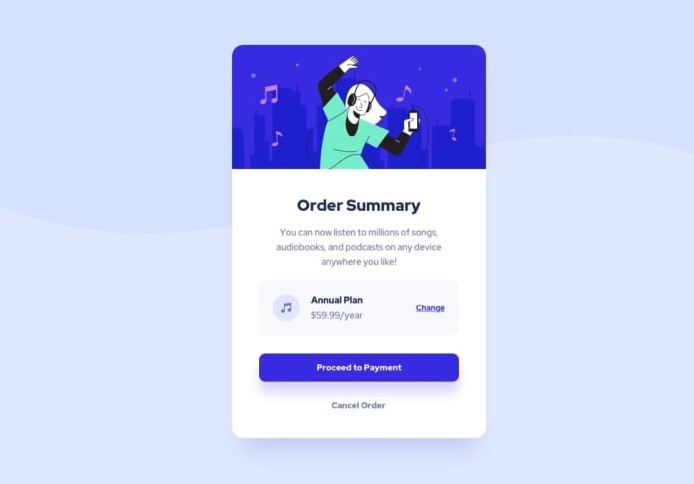 Order Summary
You can now listen to millions of songs,
audiobooks, and podcasts on any device
anywhere you like!
Annual Plan
$59.99/year
Change
Proceed to Payment
Cancel Order